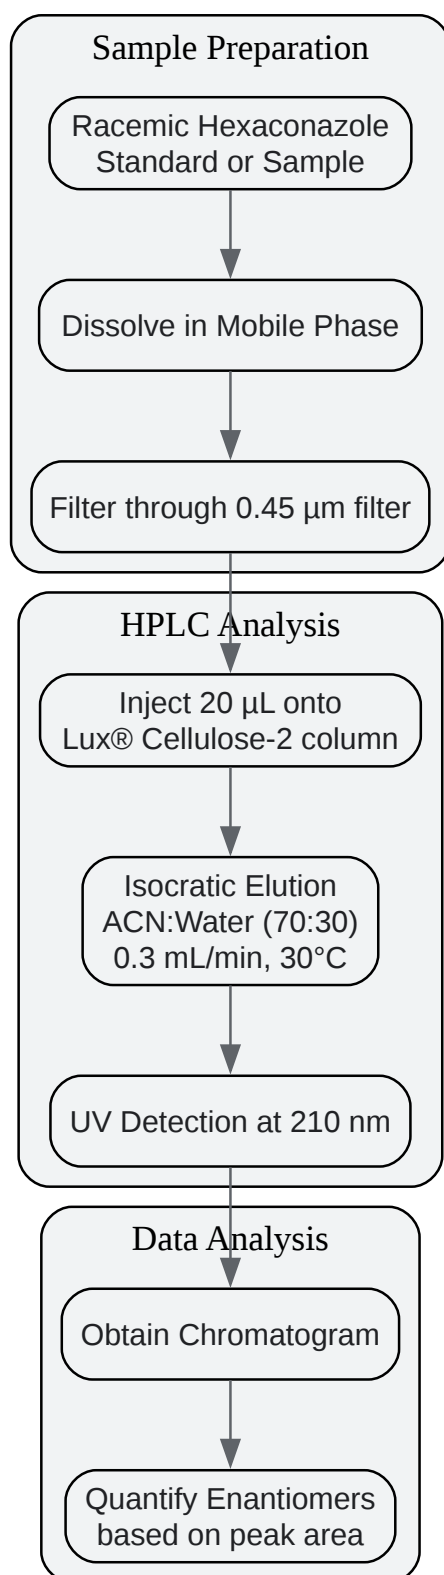 Sample Preparation
Racemic Hexaconazole
Standard or Sample
Dissolve in Mobile Phase
Filter through 0.45 µm filter
HPLC Analysis
Inject 20 µL onto
Lux® Cellulose-2 column
Isocratic Elution
ACN:Water (70:30)
0.3 mL/min, 30°C
UV Detection at 210 nm
Data Analysis
Obtain Chromatogram
Quantify Enantiomers
based on peak area